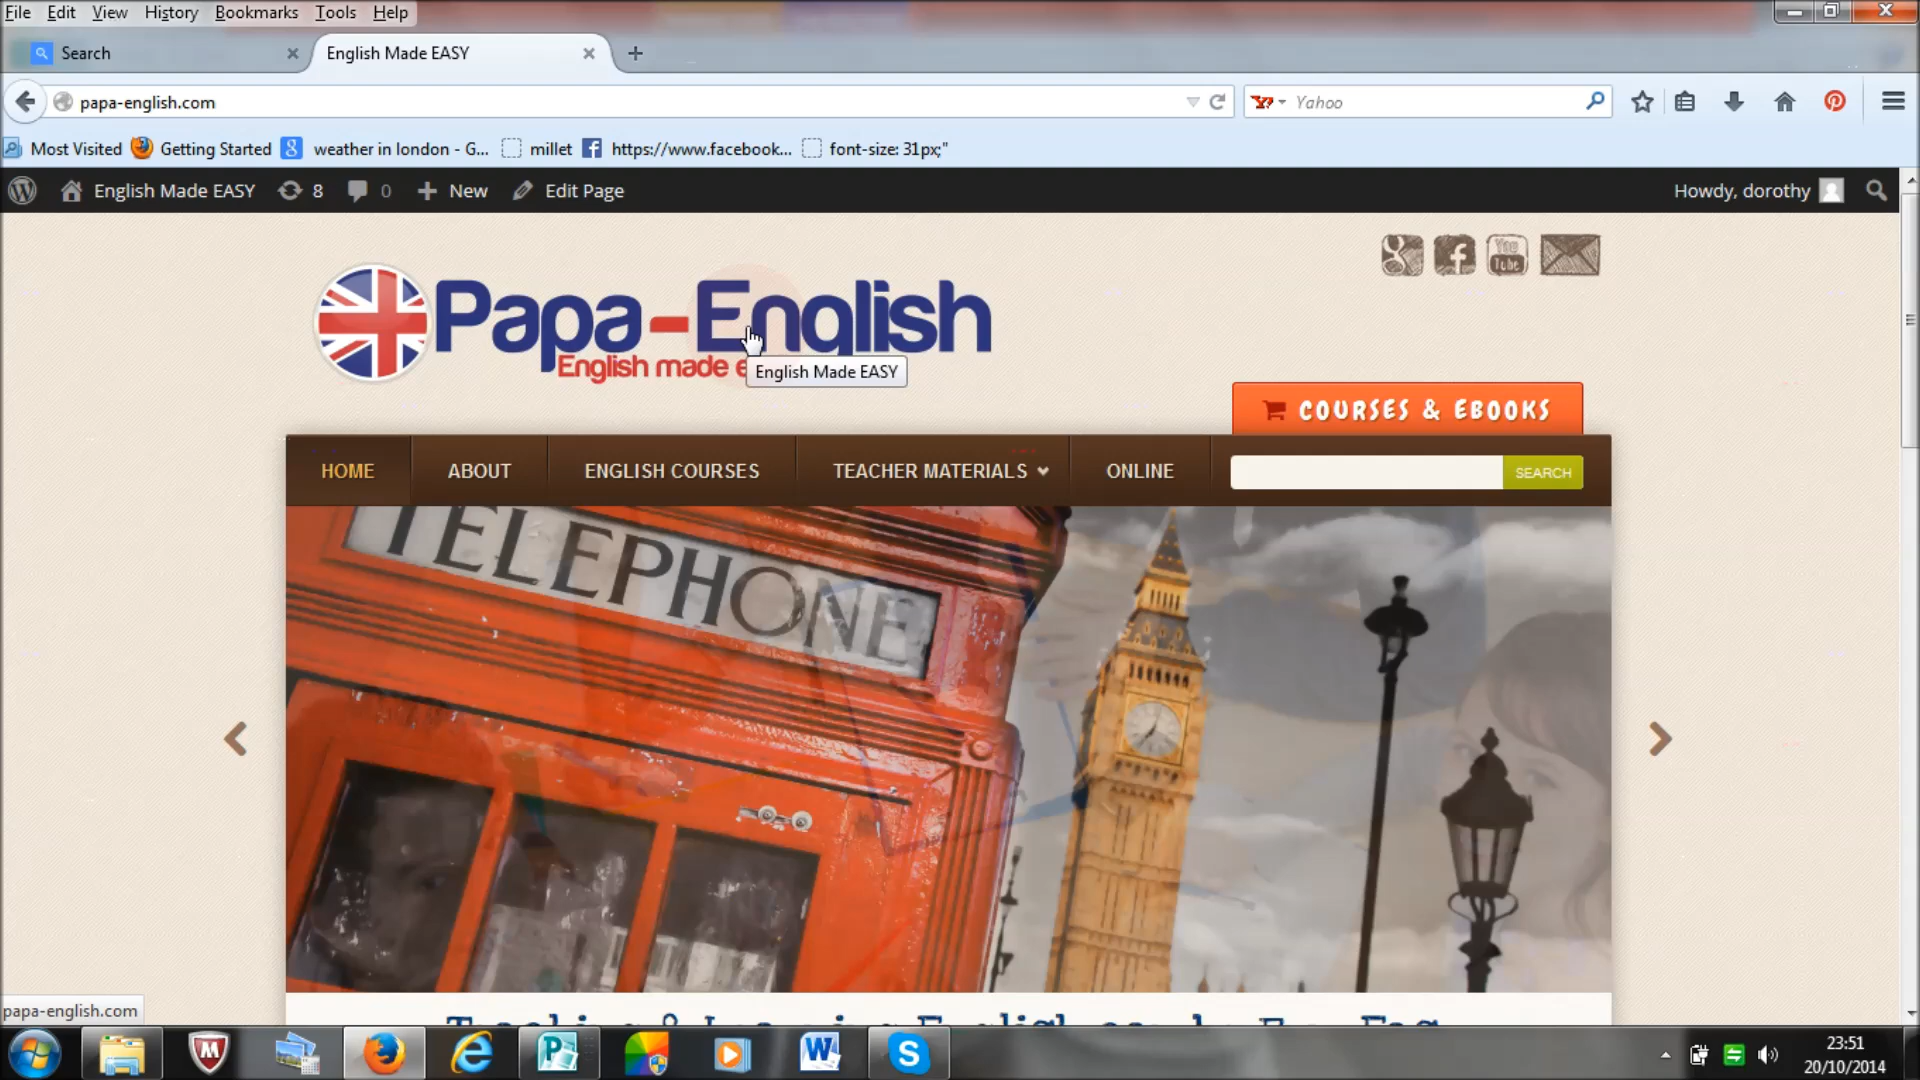 File Edit View History Bookmarks Tools Help
Search
English Made EASY
papa-english.com
Yahoo
Most Visited
Getting Started
weather in london - G...
millet
https://www.facebook...
font-size: 31px;"
English Made EASY
8
0
New
Edit Page
Howdy, dorothy
You
Tube
Papa-English
English made e
English Made EASY
COURSES & EBOOKS
HOME
ABOUT
ENGLISH COURSES
TEACHER MATERIALS
ONLINE
SEARCH
TELEPHONE
papa-english.com
23:51
20/10/2014